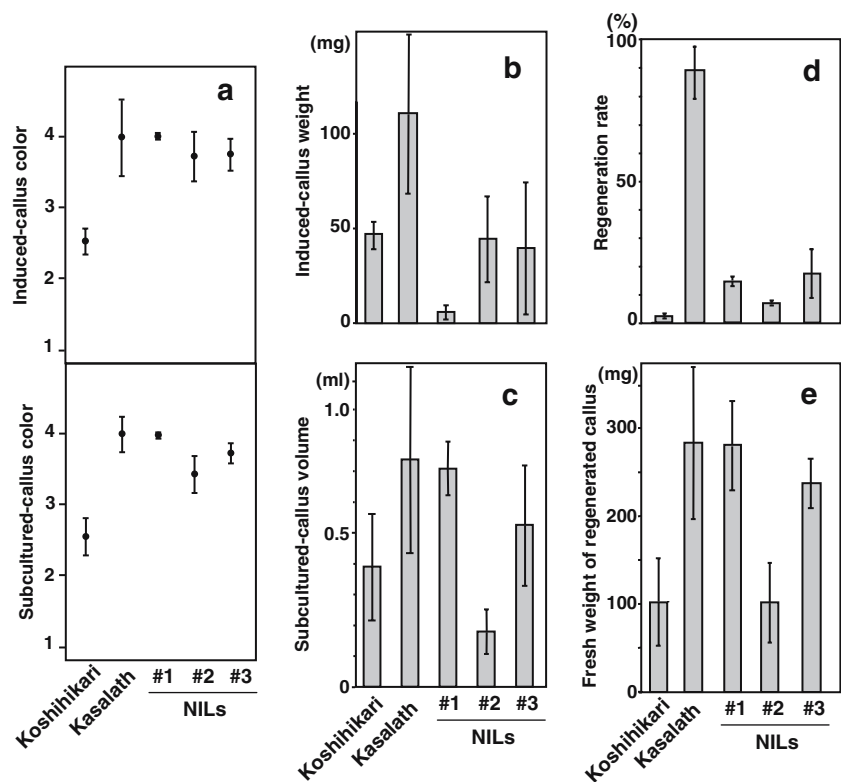 a
Induced-callus color
4
3
2
1
Subcultured-callus color
4
3
2
1
Koshihikari
Kasalath
#1 #2 #3
NILs
(mg)
b
Induced-callus weight
100
50
0
(ml)
c
Subcultured-callus volume
1.0
0.5
0
Koshihikari
Kasalath
#1 #2 #3
NILs
(%)
d
Regeneration rate
100
50
0
(mg)
e
Fresh weight of regenerated callus
300
200
100
0
Koshihikari
Kasalath
#1 #2 #3
NILs